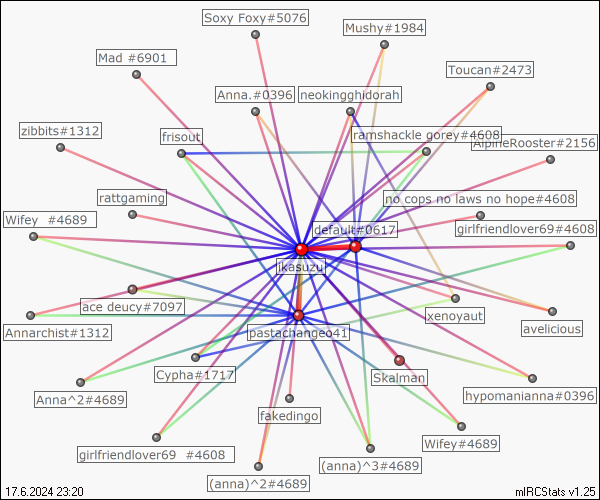 Soxy Foxy#5076
Mushy#1984
Mad #6901
Toucan#2473
Anna.#0396
neokingghidorah
zibbits#1312
frisout
ramshackle gorey#4608
AlpineRooster#2156
rattgaming
no cops no laws no hope#4608
Wifey  #4689
default#0617
girlfriendlover69#4608
jkasuzu
ace deucy#7097
xenoyaut
Annarchist#1312
pastachangeo41
avelicious
Cypha#1717
Skalman
hypomanianna#0396
Anna^2#4689
fakedingo
Wifey#4689
girlfriendlover69  #4608
(anna)^3#4689
(anna)^2#4689
17.6.2024 23:20
mIRCStats v1.25